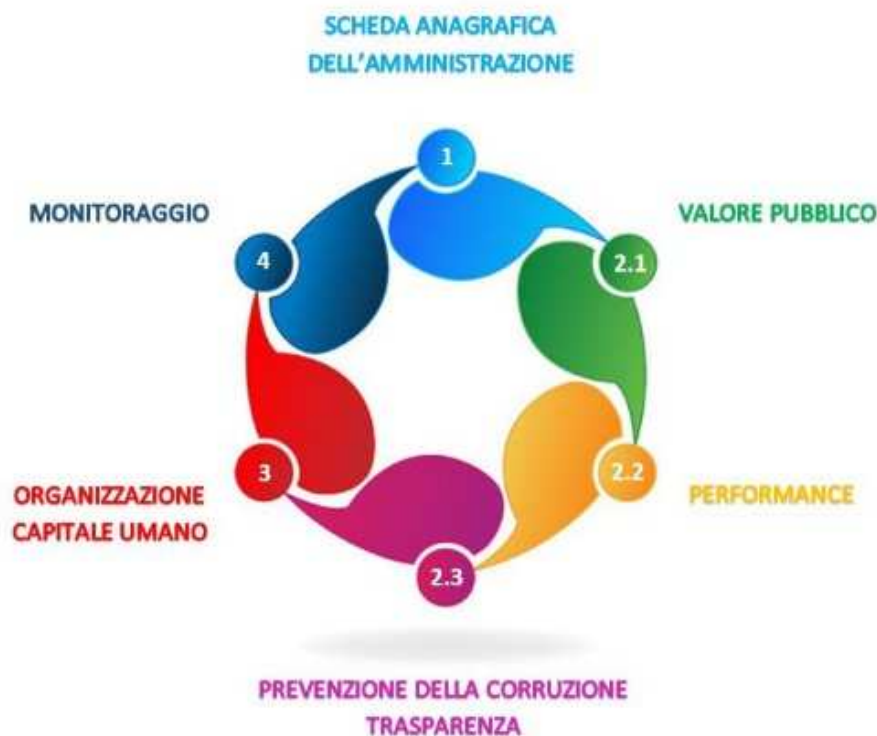 SCHEDA ANAGRAFICA
DELL'AMMINISTRAZIONE
1
VALORE PUBBLICO
2.1
PERFORMANCE
2.2
PREVENZIONE DELLA CORRUZIONE
TRASPARENZA
2.3
ORGANIZZAZIONE
CAPITALE UMANO
3
MONITORAGGIO
4